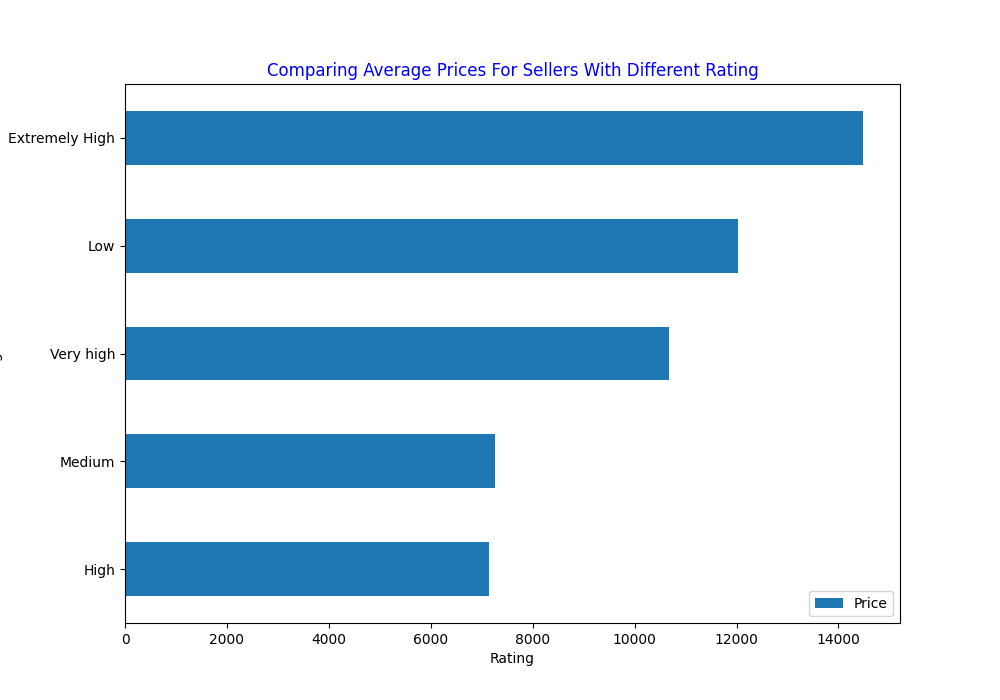 Comparing Average Prices For Sellers With Different Rating
Extremely High
Low
Very high
Medium
High
Price
0 2000 4000 6000 8000 10000 12000 14000
Rating